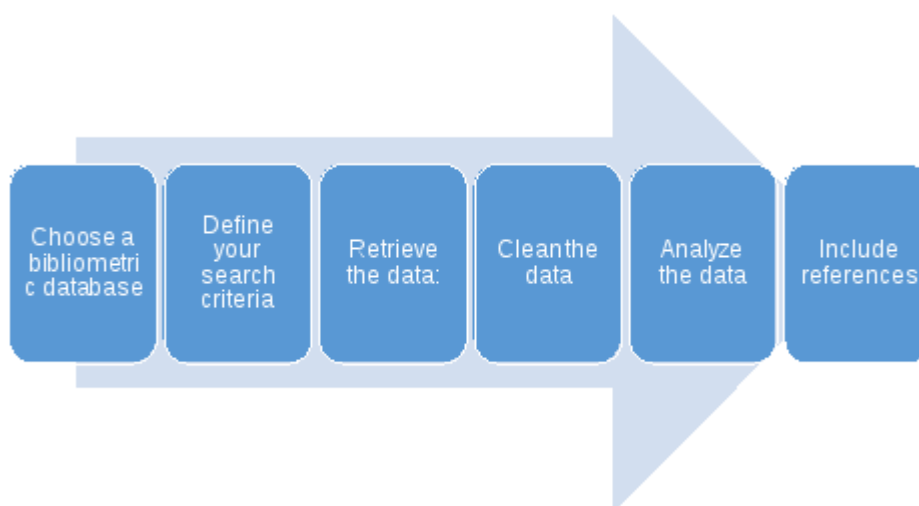 Choose a
bibliometri
c database
Define
your
search
criteria
Retrieve
the data:
Cleanthe
data
Analyze
the data
Include
references